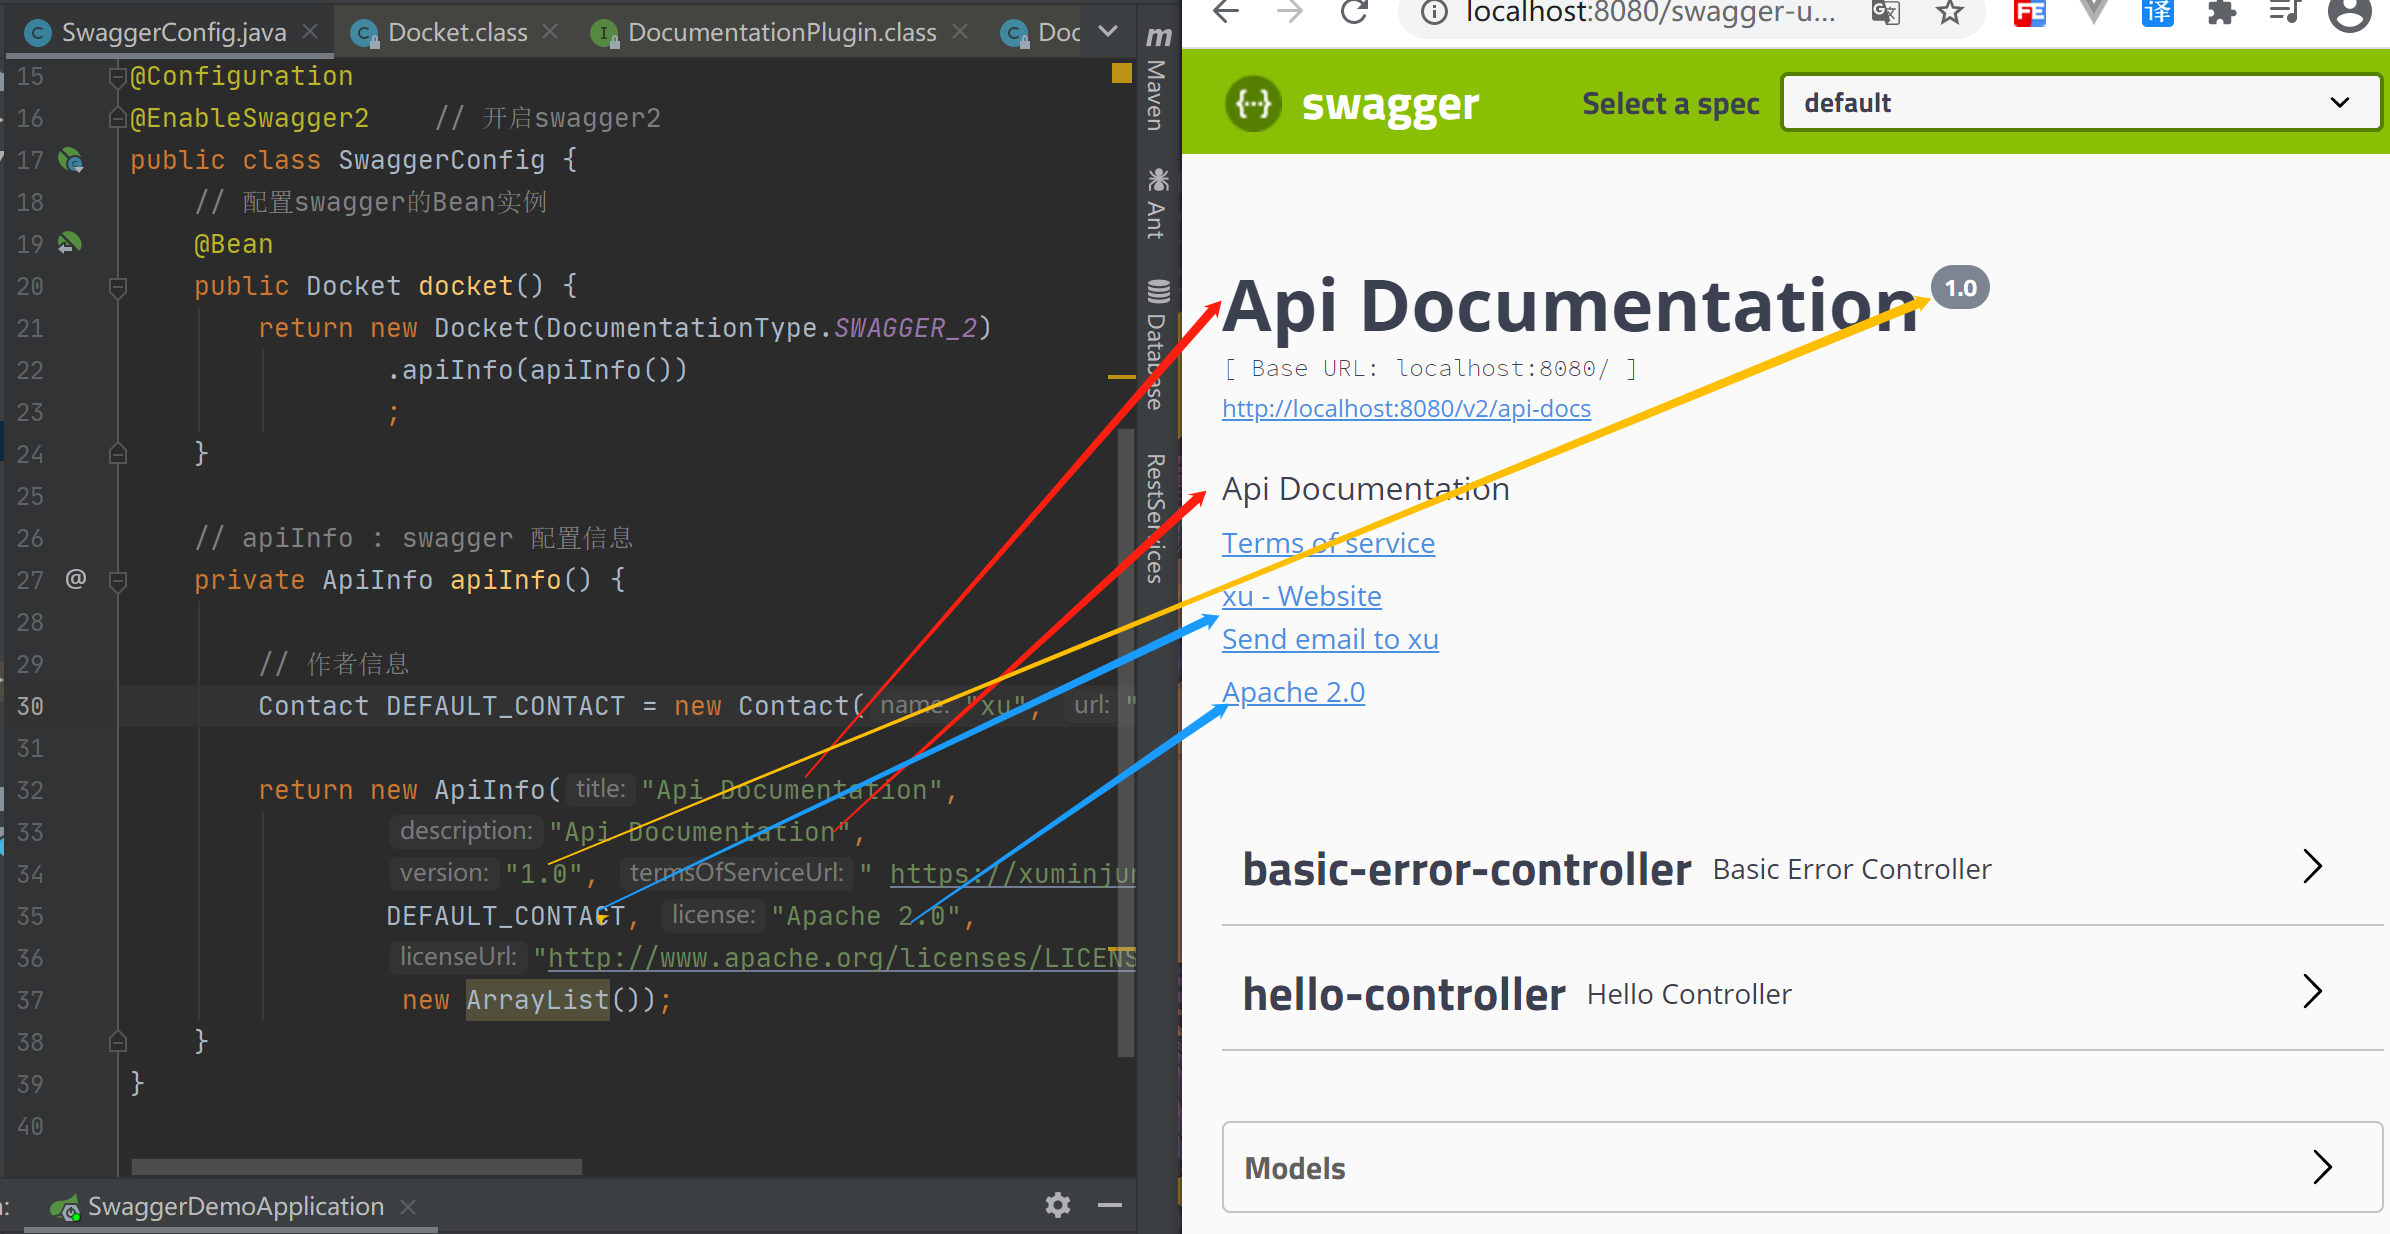 SwaggerConfig.java
Docket.class
DocumentationPlugin.class
Doc
15 @Configuration
16 @EnableSwagger2 // 开启swagger2
17 public class SwaggerConfig {
18 // 配置swagger的Bean实例
19 @Bean
20 public Docket docket() {
21 return new Docket(DocumentationType.SWAGGER_2)
22 .apiInfo(apiInfo())
23 ;
24 }
25
26 // apiInfo : swagger 配置信息
27 @ private ApiInfo apiInfo() {
28
29 // 作者信息
30 Contact DEFAULT_CONTACT = new Contact( name: "xu", url: "
31
32 return new ApiInfo( title: "Api Documentation",
33 description: "Api Documentation",
34 version: "1.0", termsOfServiceUrl: " https://xuminjun
35 DEFAULT_CONTACT, license: "Apache 2.0",
36 licenseUrl: "http://www.apache.org/licenses/LICENS
37 new ArrayList());
38 }
39 }
40
SwaggerDemoApplication
Maven
Ant
Database
RestServices
localhost:8080/swagger-u...
FE
译
swagger
Select a spec
default
Api Documentation 1.0
[ Base URL: localhost:8080/ ]
http://localhost:8080/v2/api-docs
Api Documentation
Terms of service
xu - Website
Send email to xu
Apache 2.0
basic-error-controller Basic Error Controller
hello-controller Hello Controller
Models